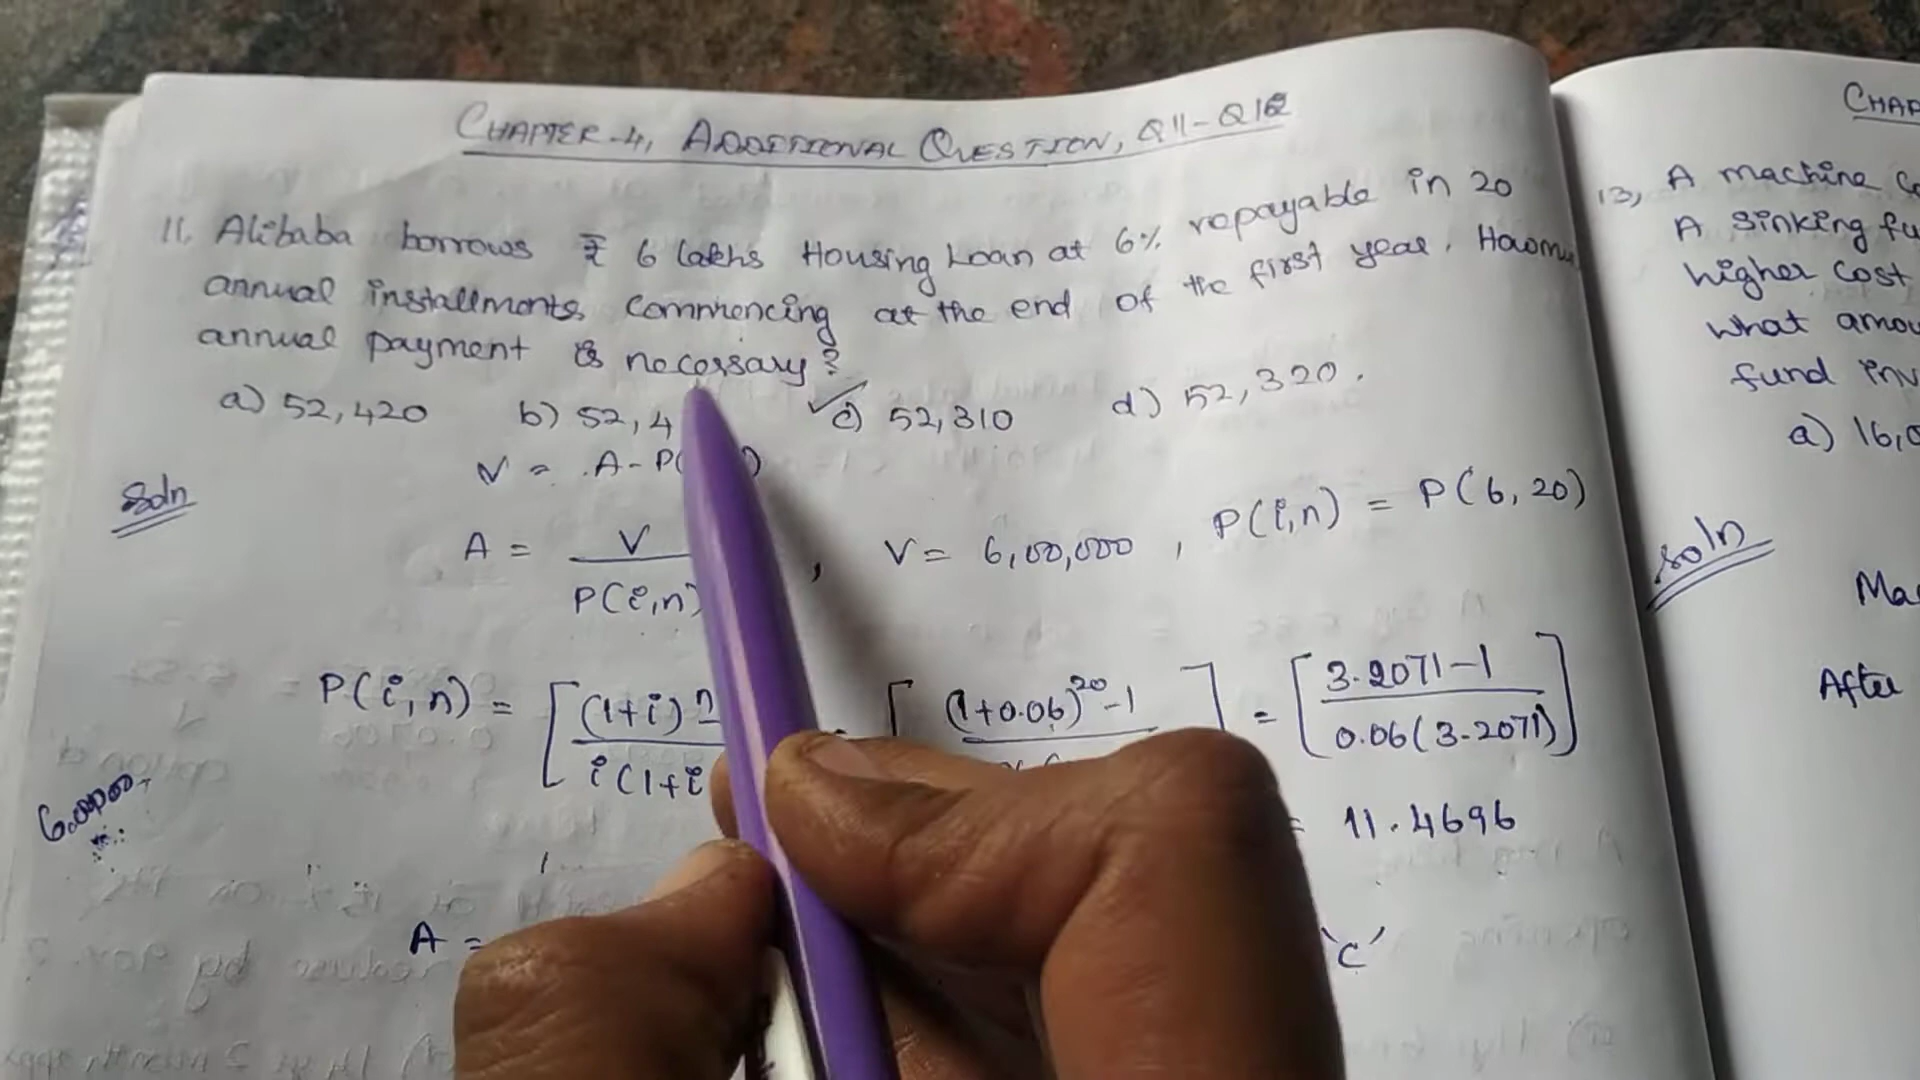 CHAPTER-4, ADDITIONAL QUESTION, Q11-Q12
11. Alibaba borrows ₹ 6 lakhs Housing Loan at 6% repayable in 20
annual installments commencing at the end of the first year. How
annual payment is necessary?
a) 52,420 b) 52,4 c) 52,310 d) 52,320.
Soln
V = A-P(
A = V / P(i,n) , V = 6,00,000 , P(i,n) = P(6,20)
P(i,n) = [(1+i)n / i(1+i = [(1+0.06)20-1 = [3.2071-1 / 0.06(3.2071)]
= 11.4696
A = 'C'
CHAP
13, A machine
A Sinking fu
higher cost
what amou
fund inv
a) 16,0
Soln
Ma
After